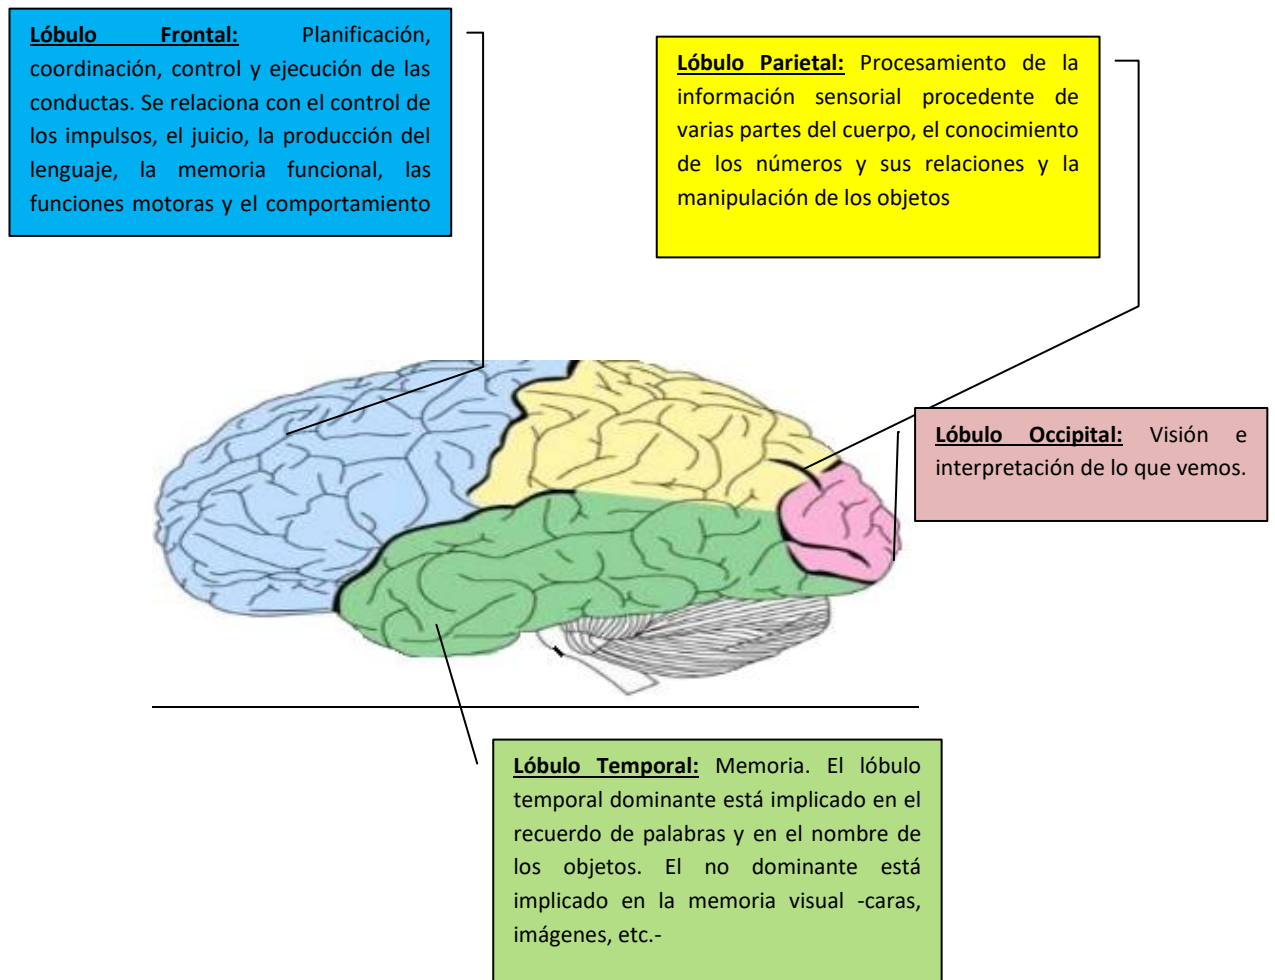 Lóbulo Frontal: Planificación,
coordinación, control y ejecución de las
conductas. Se relaciona con el control de
los impulsos, el juicio, la producción del
lenguaje, la memoria funcional, las
funciones motoras y el comportamiento
Lóbulo Parietal: Procesamiento de la
información sensorial procedente de
varias partes del cuerpo, el conocimiento
de los números y sus relaciones y la
manipulación de los objetos
Lóbulo Occipital: Visión e
interpretación de lo que vemos.
Lóbulo Temporal: Memoria. El lóbulo
temporal dominante está implicado en el
recuerdo de palabras y en el nombre de
los objetos. El no dominante está
implicado en la memoria visual -caras,
imágenes, etc.-